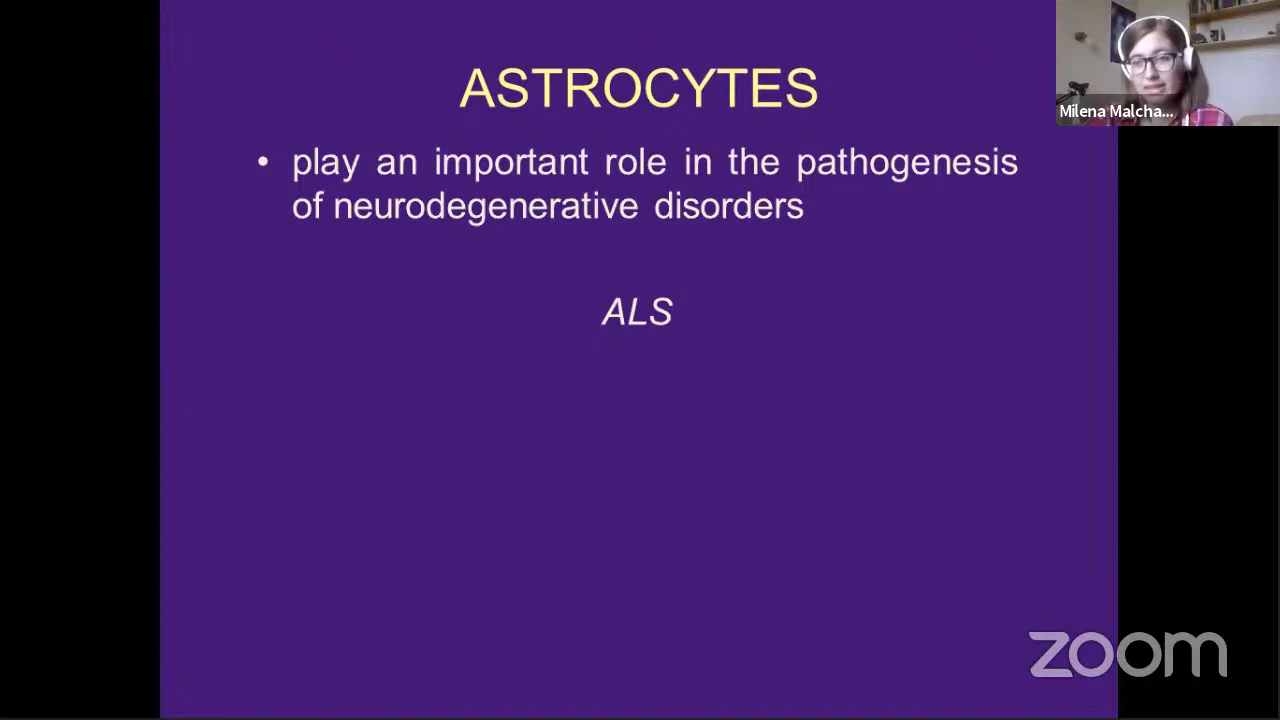 ASTROCYTES
• play an important role in the pathogenesis
of neurodegenerative disorders
ALS
Milena Malcha...
zoom